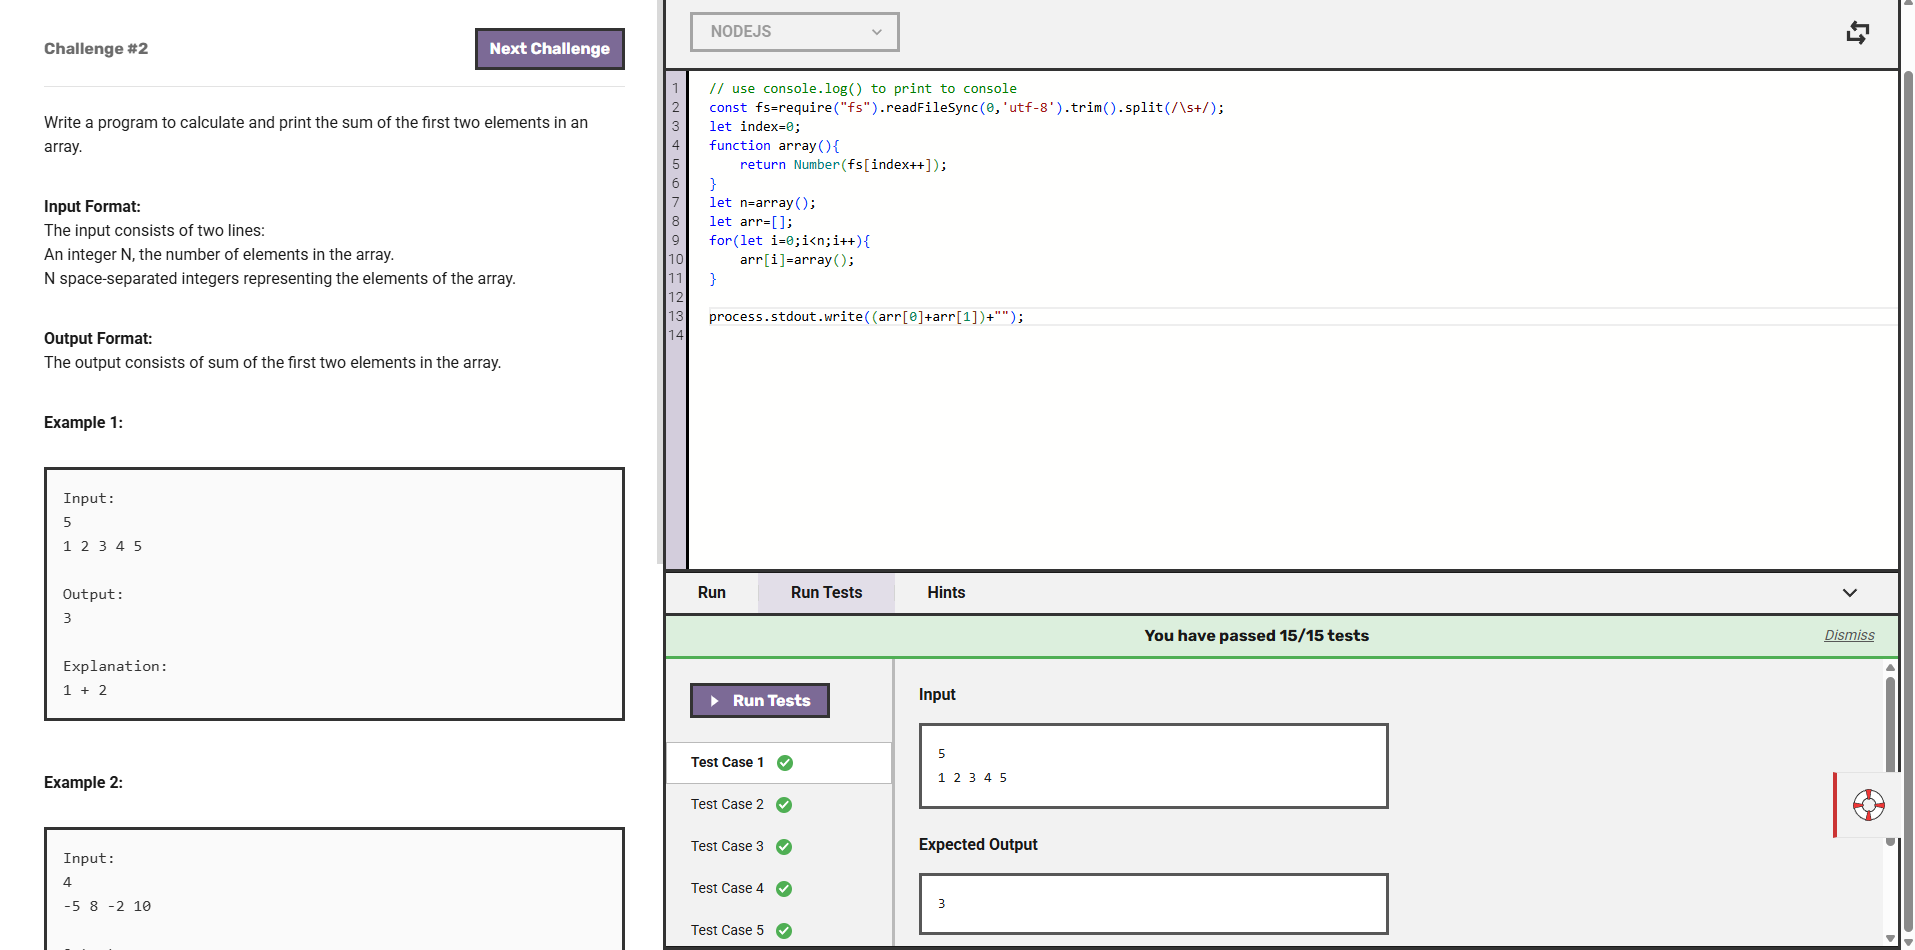 Challenge #2
Next Challenge
Write a program to calculate and print the sum of the first two elements in an
array.
Input Format:
The input consists of two lines:
An integer N, the number of elements in the array.
N space-separated integers representing the elements of the array.
Output Format:
The output consists of sum of the first two elements in the array.
Example 1:
Input:
5
1 2 3 4 5
Output:
3
Explanation:
1 + 2
Example 2:
Input:
4
-5 8 -2 10
NODEJS
1 // use console.log() to print to console
2 const fs=require("fs").readFileSync(0,'utf-8').trim().split(/\s+/);
3 let index=0;
4 function array(){
5     return Number(fs[index++]);
6 }
7 let n=array();
8 let arr=[];
9 for(let i=0;i<n;i++){
10     arr[i]=array();
11 }
12
13 process.stdout.write((arr[0]+arr[1])+"");
14
Run
Run Tests
Hints
You have passed 15/15 tests
Dismiss
Run Tests
Test Case 1
Test Case 2
Test Case 3
Test Case 4
Test Case 5
Input
5
1 2 3 4 5
Expected Output
3